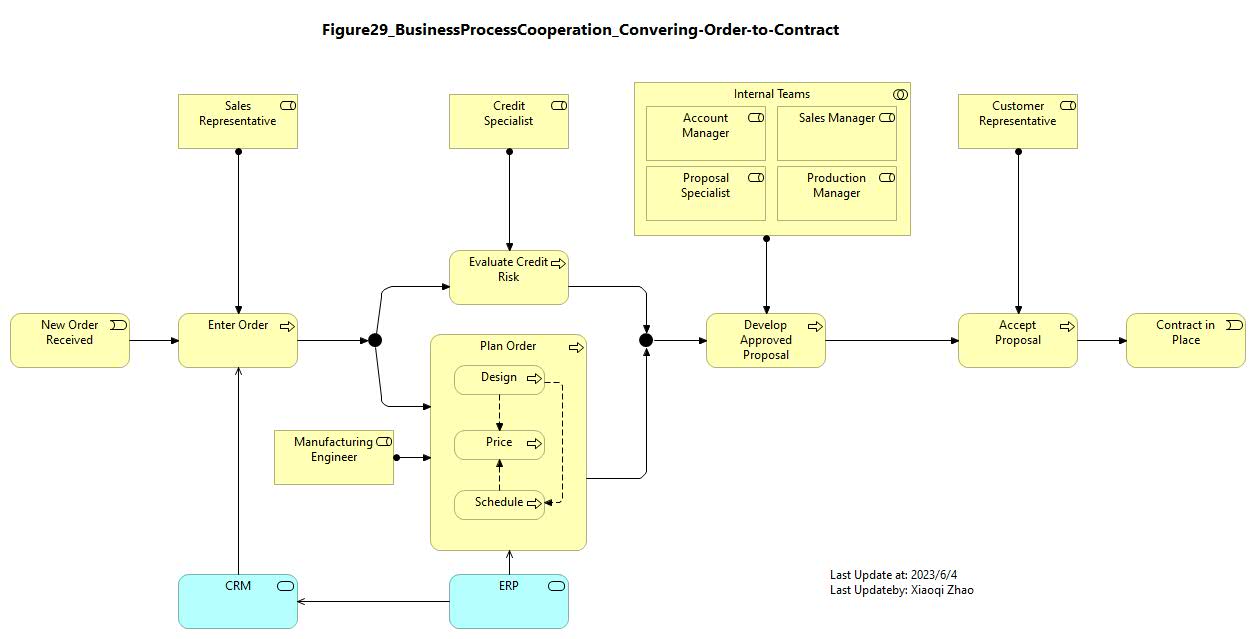 Figure29_BusinessProcessCooperation_Convering-Order-to-Contract
Sales
Representative
Credit
Specialist
Internal Teams
Account
Manager
Sales Manager
Proposal
Specialist
Production
Manager
Customer
Representative
Evaluate Credit
Risk
New Order
Received
Enter Order
Develop
Approved
Proposal
Accept
Proposal
Contract in
Place
Plan Order
Design
Price
Schedule
Manufacturing
Engineer
CRM
ERP
Last Update at: 2023/6/4
Last Updateby: Xiaoqi Zhao